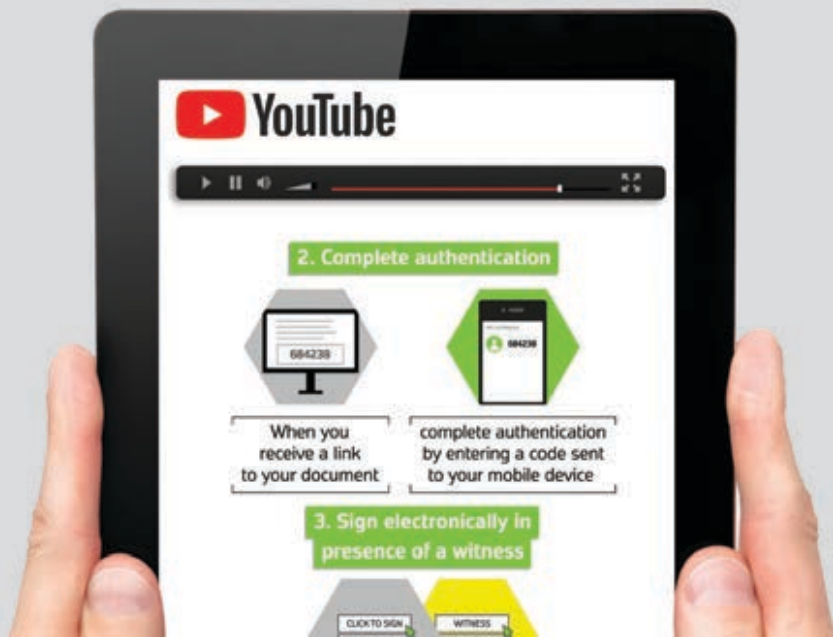 YouTube
2. Complete authentication
684238
684238
When you
receive a link
to your document
complete authentication
by entering a code sent
to your mobile device
3. Sign electronically in
presence of a witness
CLICK TO SIGN
WITNESS